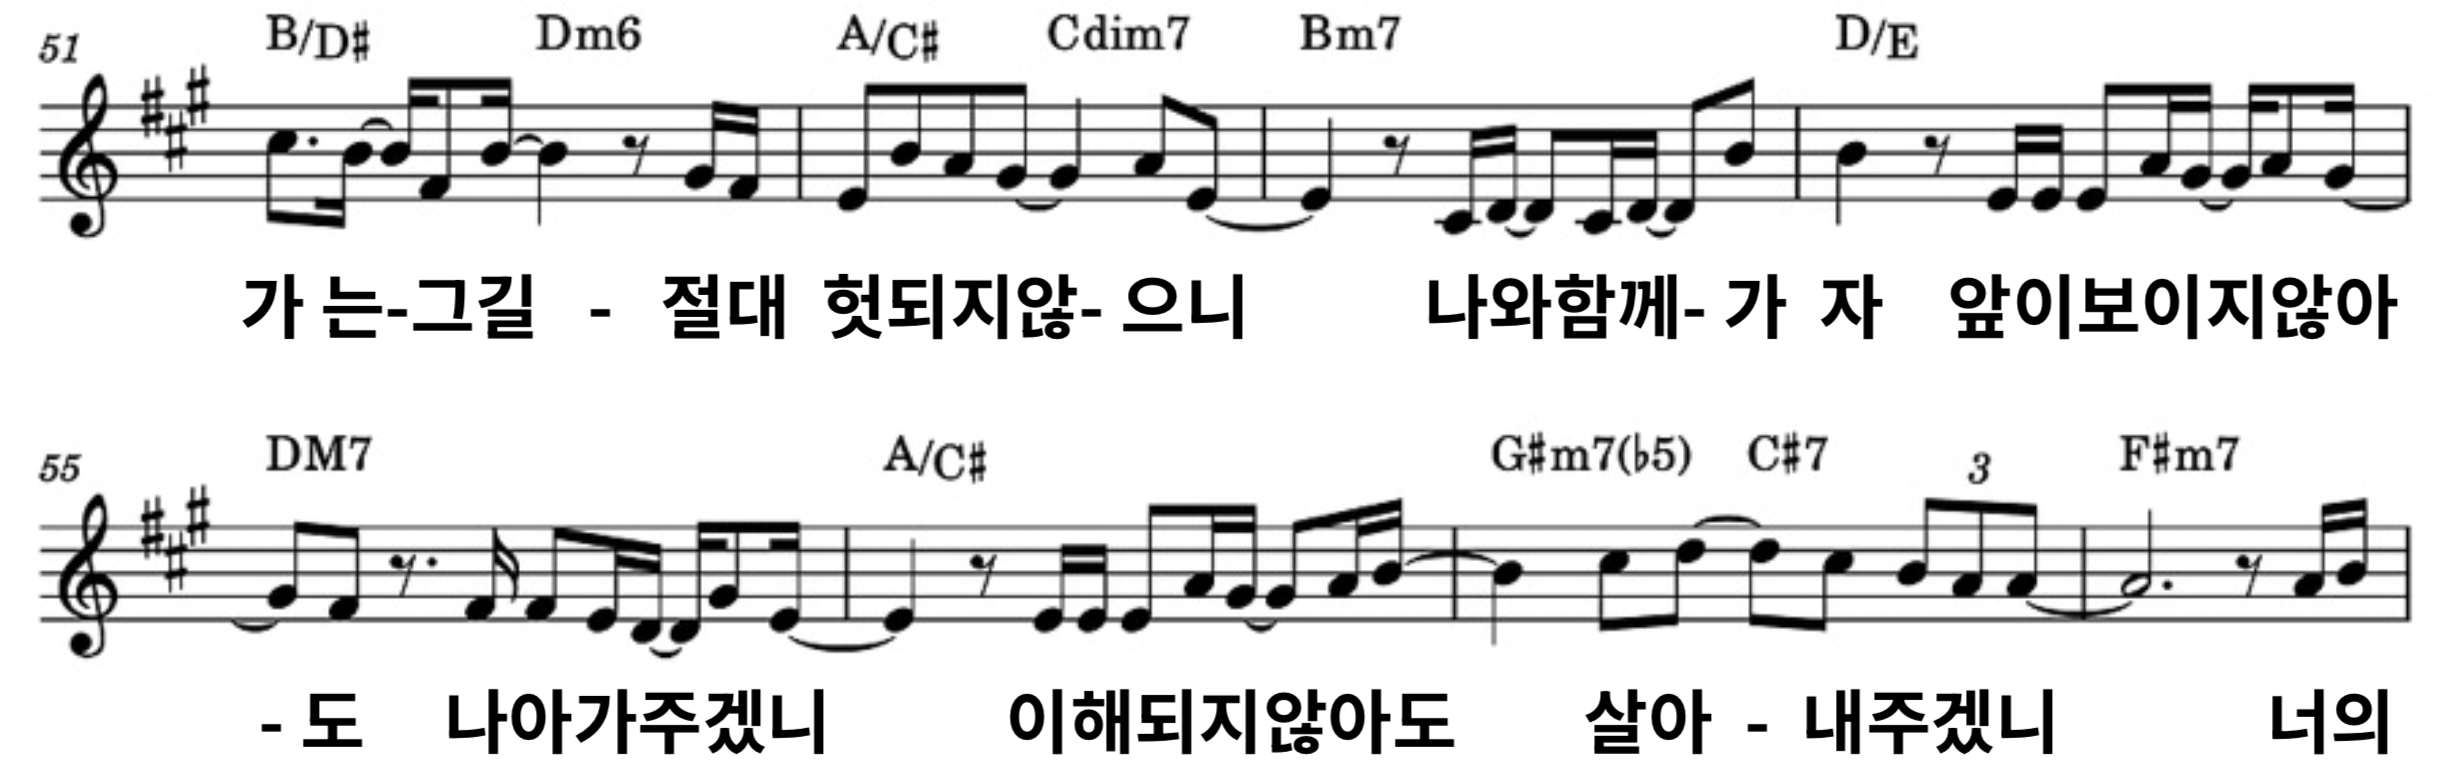 51 B/D# Dm6 A/C# Cdim7 Bm7 D/E
가 는-그길 - 절대 헛되지않- 으니 나와함께- 가 자 앞이보이지않아
55 DM7 A/C# G#m7(b5) C#7 3 F#m7
- 도 나아가주겠니 이해되지않아도 살아 - 내주겠니 너의